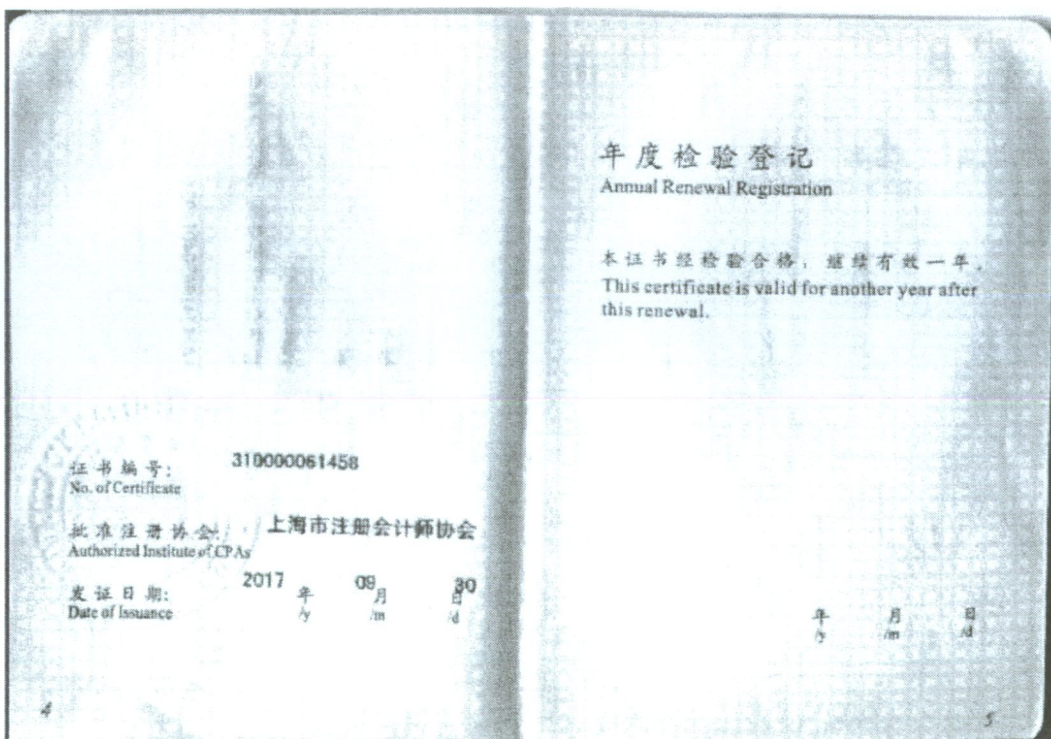 证书编号: 310000061458
No. of Certificate
批准注册协会: 上海市注册会计师协会
Authorized Institute of CPAs
发证日期: 2017 年 09 月 30 日
Date of Issuance /y /m /d
4
年度检验登记
Annual Renewal Registration
本证书经检验合格，继续有效一年。
This certificate is valid for another year after
this renewal.
年 月 日
/y /m /d
5